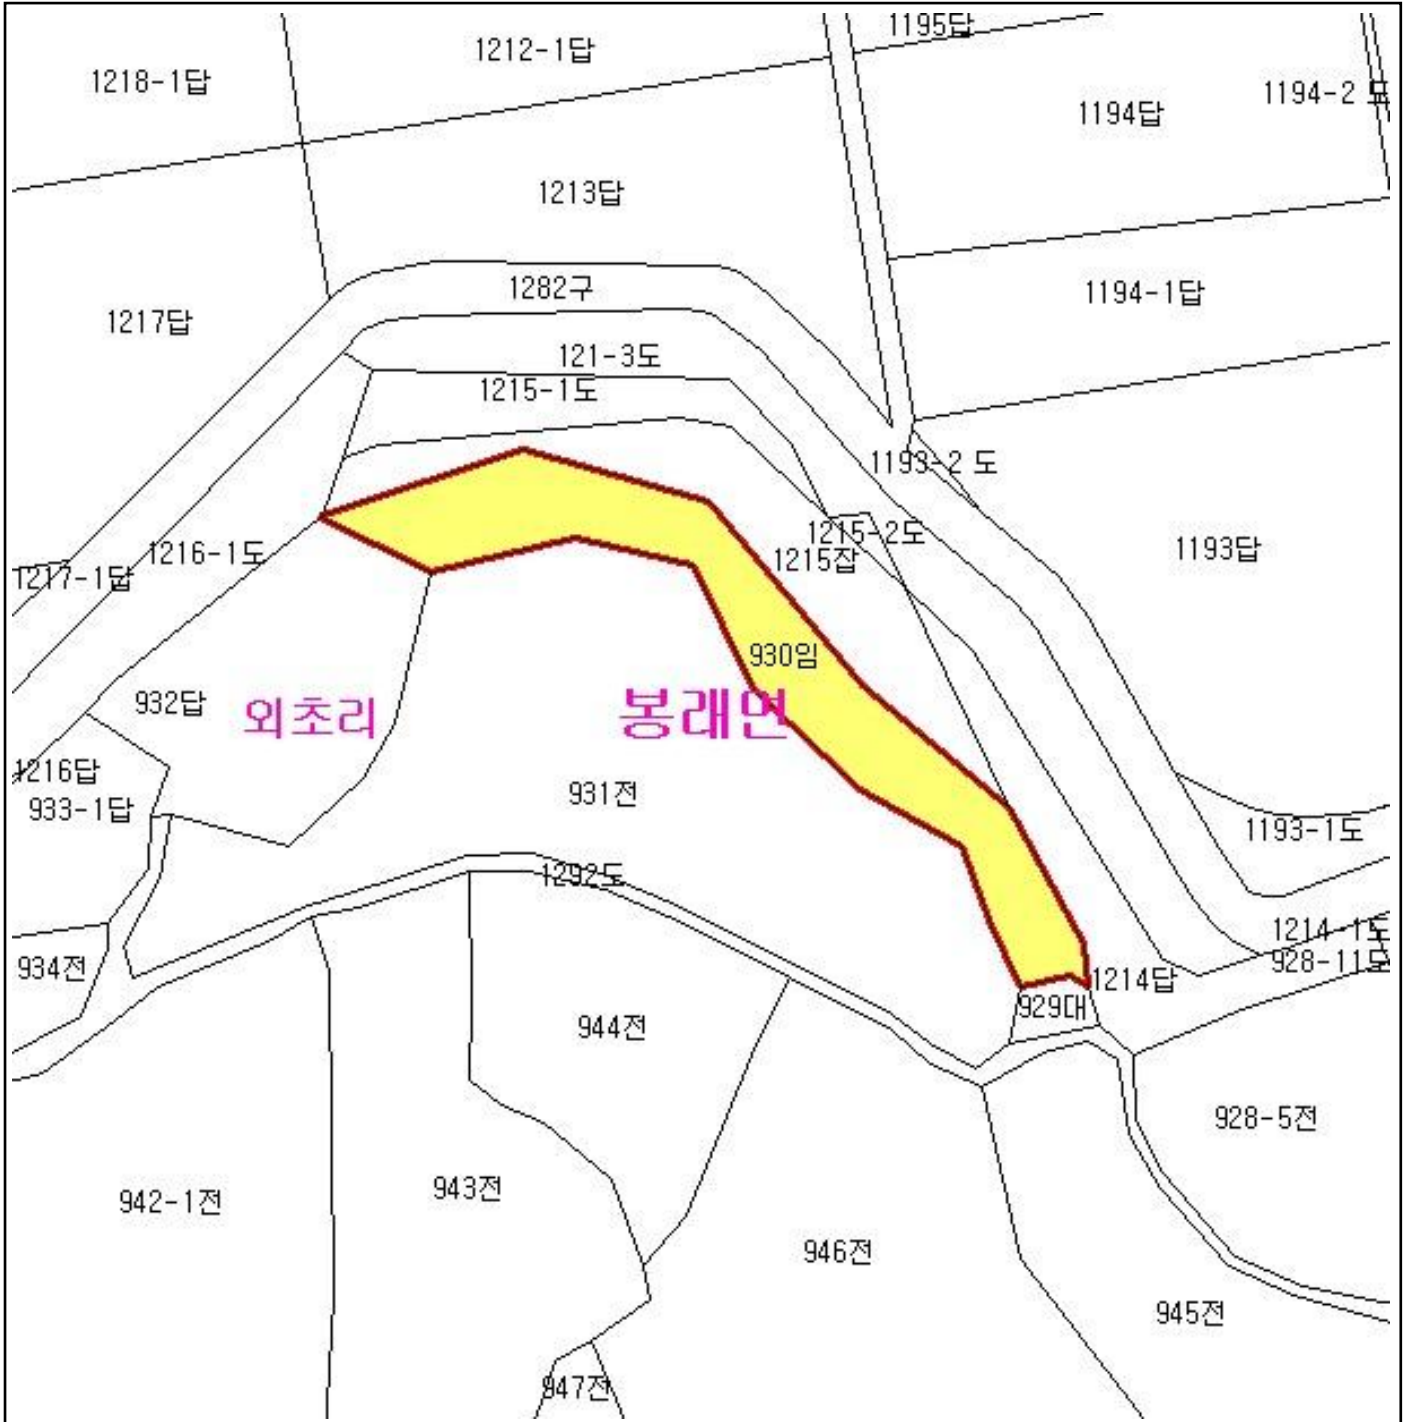 1195답
1212-1답
1218-1답
1194-2 도
1194답
1213답
1282구
1194-1답
1217답
121-3도
1215-1도
1193-2 도
1215-2도
1193답
1216-1도
1215잡
1217-1답
930임
932답
외초리
봉래면
1216답
931전
933-1답
1193-1도
1292도
1214-1도
928-11도
934전
1214답
929대
944전
928-5전
943전
942-1전
946전
945전
947전